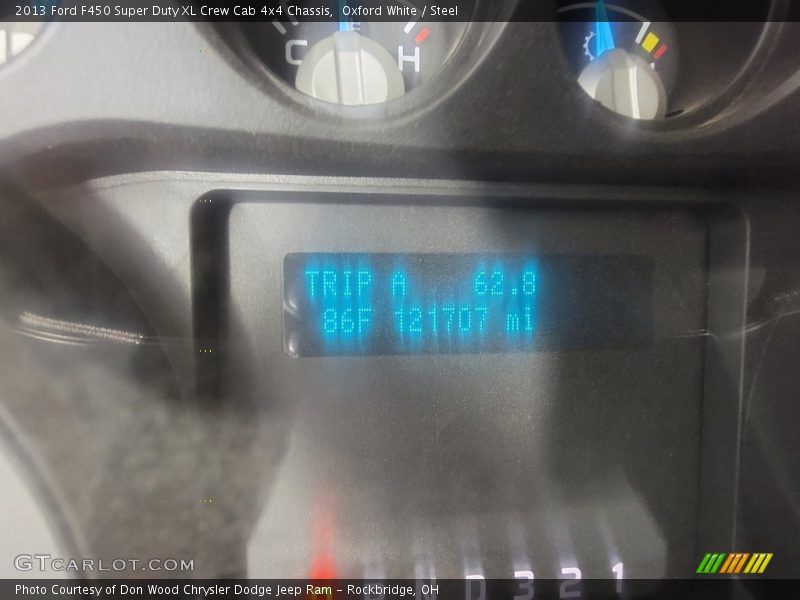 2013 Ford F450 Super Duty XL Crew Cab 4x4 Chassis, Oxford White / Steel
C H
TRIP A 62.8
86F 121707 mi
D 3 2 1
GTCARLOT.COM
Photo Courtesy of Don Wood Chrysler Dodge Jeep Ram – Rockbridge, OH